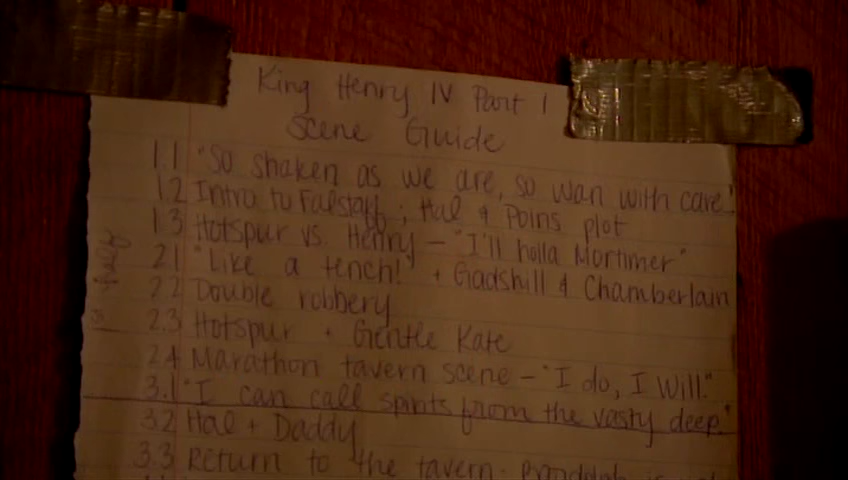 King Henry IV Part 1
Scene Guide
1.1 "So shaken as we are, so wan with care."
1.2 Intro to Falstaff; Hal & Poins plot
1.3 Hotspur vs. Henry - "I'll holla Mortimer"
2.1 "Like a tench!" + Gadshill & Chamberlain
2.2 Double robbery
2.3 Hotspur + Gentle Kate
2.4 Marathon tavern scene - "I do, I will."
3.1 "I can call spirits from the vasty deep."
3.2 Hal + Daddy
3.3 Return to the tavern.